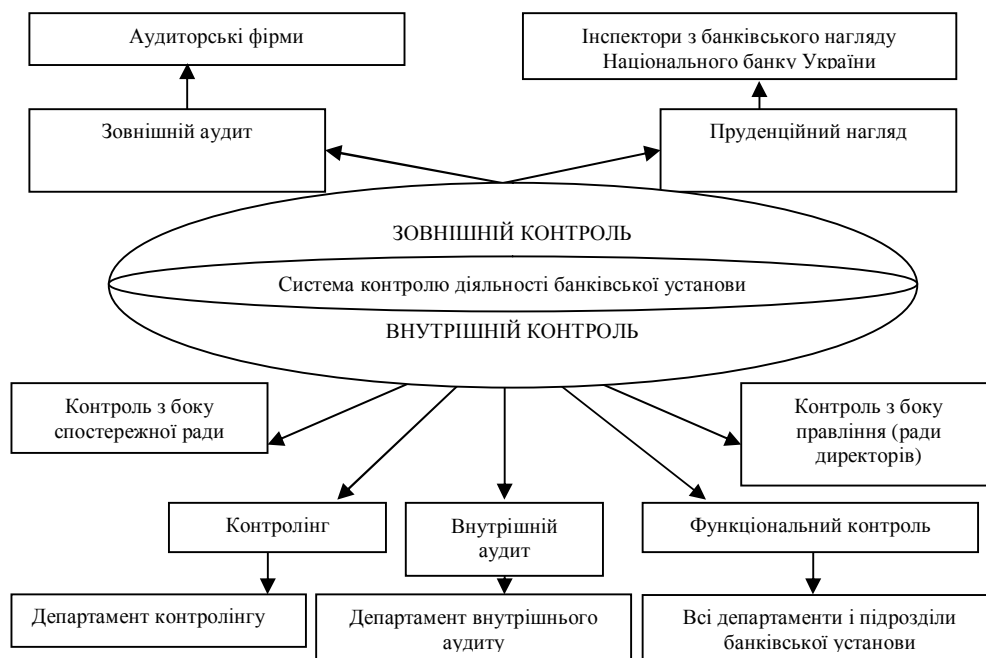 Аудиторські фірми
Інспектори з банківського нагляду
Національного банку України
Зовнішній аудит
Пруденційний нагляд
ЗОВНІШНІЙ КОНТРОЛЬ
Система контролю діяльності банківської установи
ВНУТРІШНІЙ КОНТРОЛЬ
Контроль з боку
спостережної ради
Контроль з боку
правління (ради
директорів)
Контролінг
Внутрішній
аудит
Функціональний контроль
Департамент контролінгу
Департамент внутрішнього
аудиту
Всі департаменти і підрозділи
банківської установи